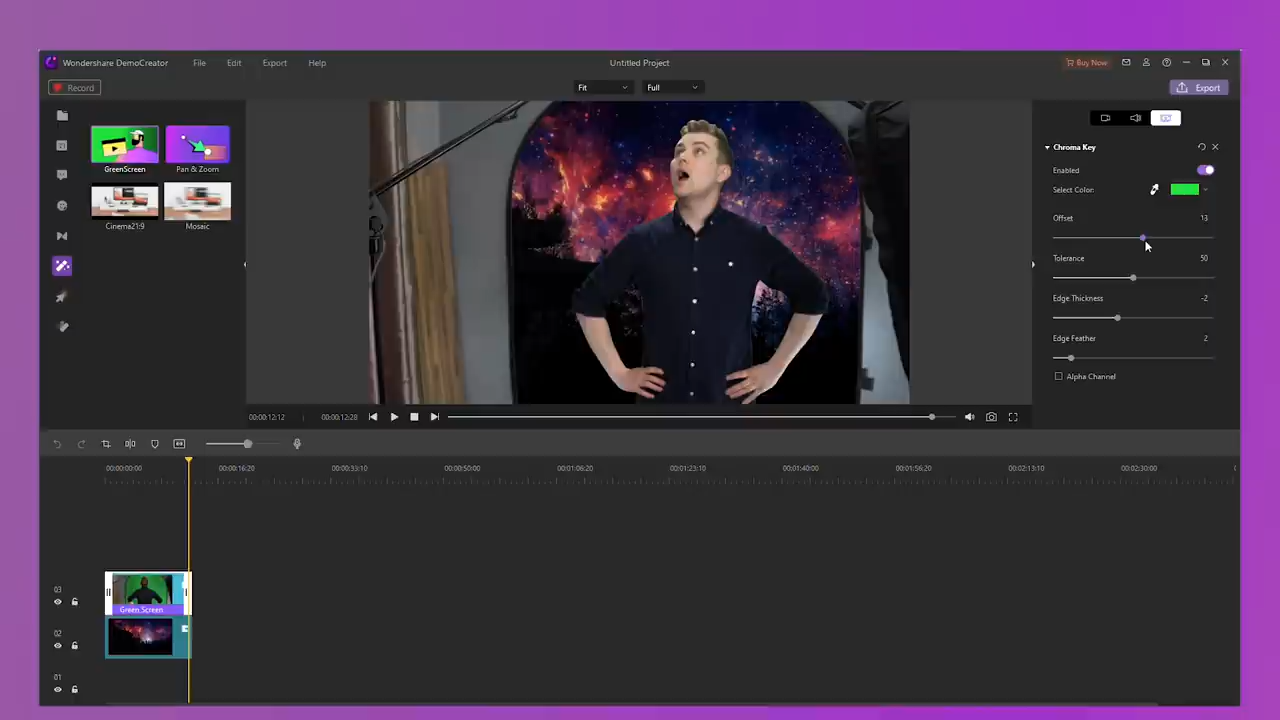 Wondershare DemoCreator File Edit Export Help Untitled Project Buy Now
Record Fit Full Export
GreenScreen Pan & Zoom
Cinema21:9 Mosaic
Chroma Key
Enabled
Select Color:
Offset 13
Tolerance 50
Edge Thickness -2
Edge Feather 2
Alpha Channel
00:00:12:12 00:00:12:28
00:00:00:00 00:00:16:20 00:00:33:10 00:00:50:00 00:01:06:20 00:01:23:10 00:01:40:00 00:01:56:20 00:02:13:10 00:02:30:00
03
Green Screen
02
01